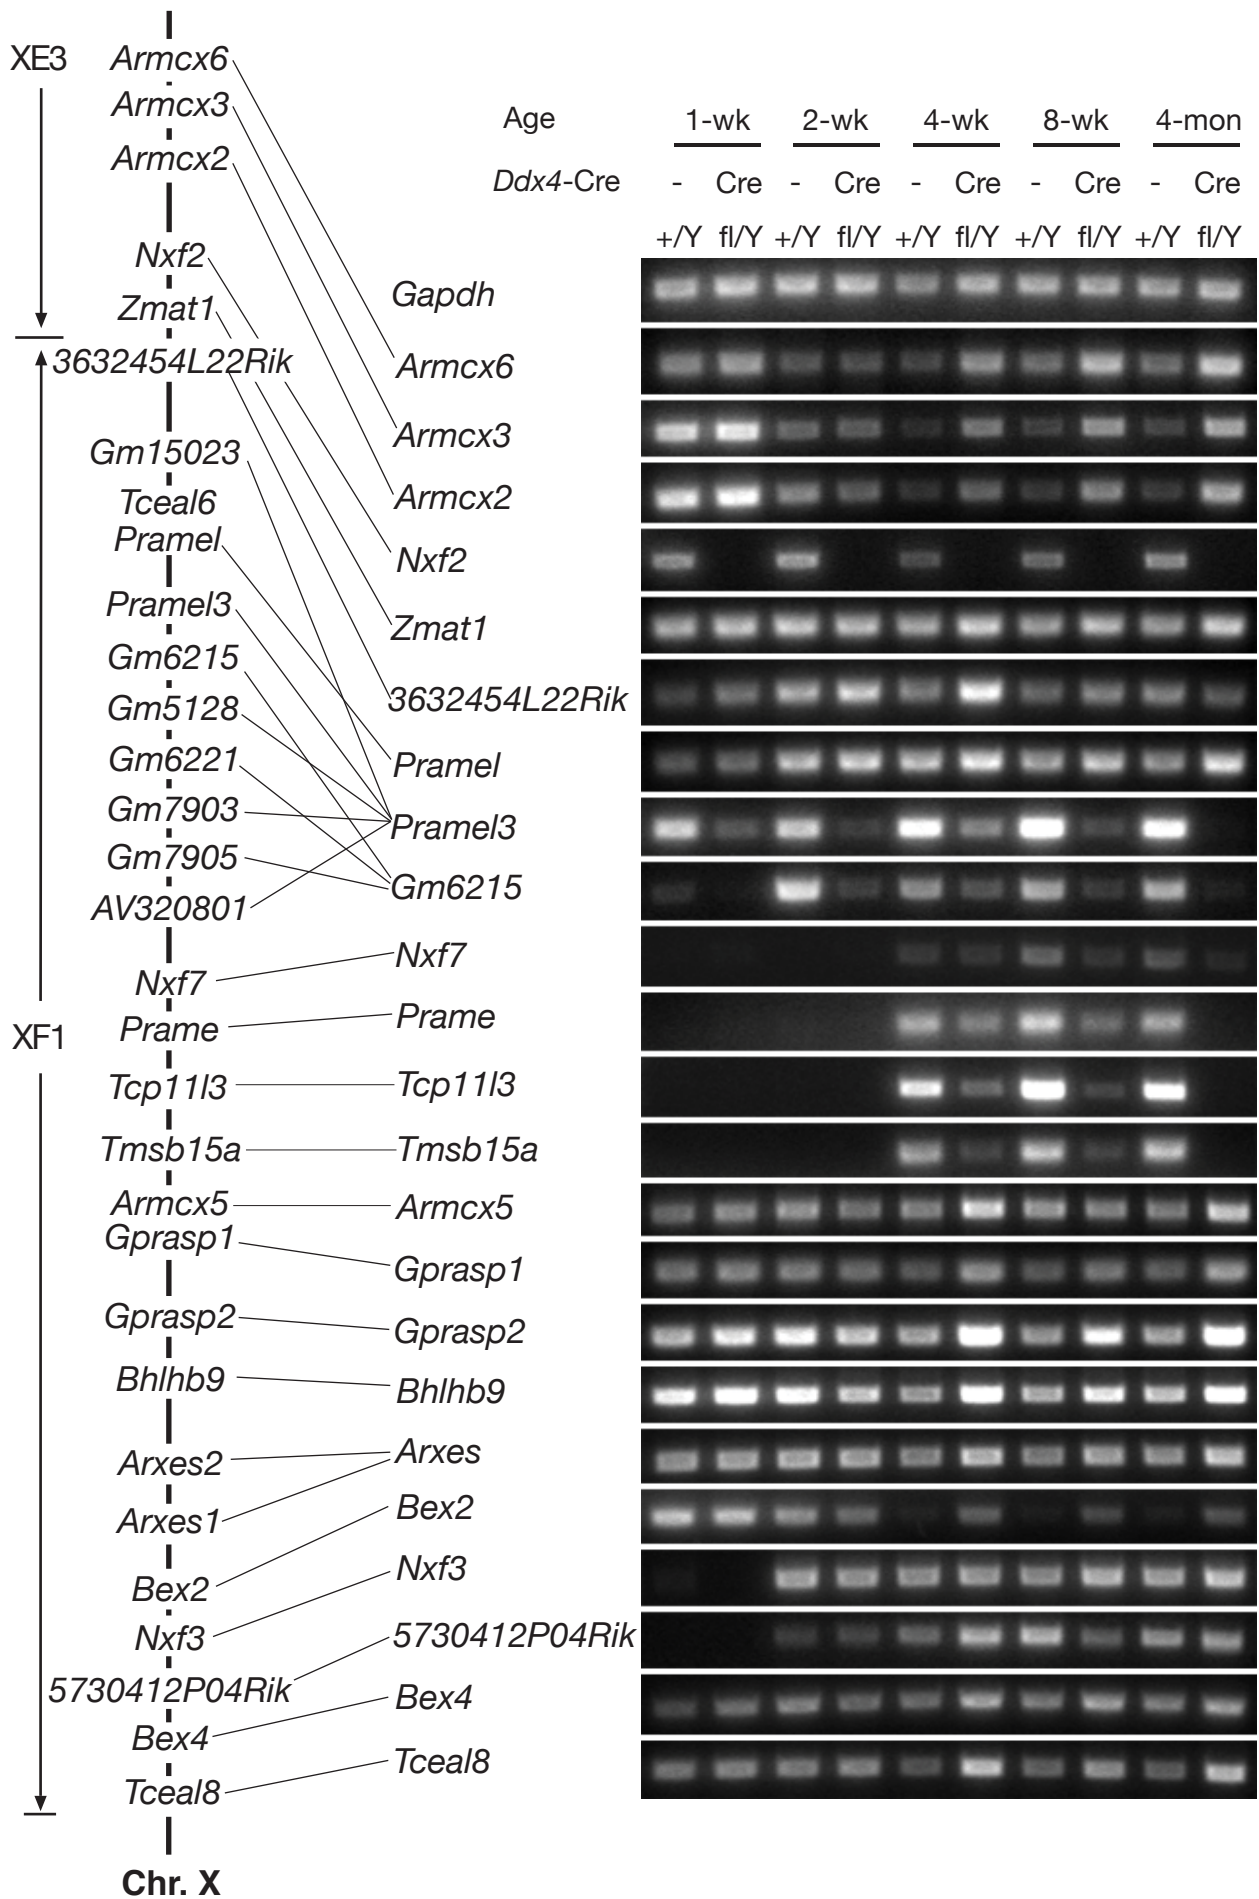 XE3
Armcx6
Armcx3
Armcx2
Nxf2
Zmat1
3632454L22Rik
Gm15023
Tceal6
Pramel
Pramel3
Gm6215
Gm5128
Gm6221
Gm7903
Gm7905
AV320801
Nxf7
XF1
Prame
Tcp11l3
Tmsb15a
Armcx5
Gprasp1
Gprasp2
Bhlhb9
Arxes2
Arxes1
Bex2
Nxf3
5730412P04Rik
Bex4
Tceal8
Chr. X
Age 1-wk 2-wk 4-wk 8-wk 4-mon
Ddx4-Cre - Cre - Cre - Cre - Cre - Cre
+/Y fl/Y +/Y fl/Y +/Y fl/Y +/Y fl/Y +/Y fl/Y
Gapdh
Armcx6
Armcx3
Armcx2
Nxf2
Zmat1
3632454L22Rik
Pramel
Pramel3
Gm6215
Nxf7
Prame
Tcp11l3
Tmsb15a
Armcx5
Gprasp1
Gprasp2
Bhlhb9
Arxes
Bex2
Nxf3
5730412P04Rik
Bex4
Tceal8